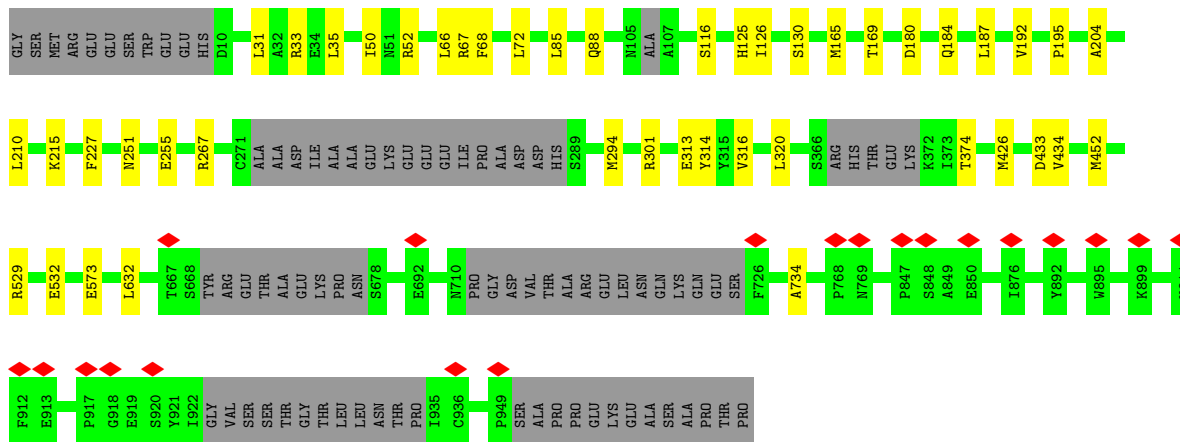 GLY SER MET ARG GLU GLU SER TRP GLU GLU HIS D10 L31 A32 R33 E34 L35 I50 N51 R52 L66 R67 F68 L72 L85 Q88 N105 ALA A107 S116 H125 I126 S130 M165 T169 D180 Q184 L187 V192 P195 A204
L210 K215 F227 N251 E255 R267 C271 ALA ALA ASP ILE ALA ALA GLU LYS GLU GLU GLU ILE PRO ALA ASP ASP HIS S289 M294 R301 E313 Y314 Y315 V316 L320 S366 ARG HIS THR GLU LYS K372 I373 T374 M426 D433 V434 M452
R529 E532 E573 L632 T667 S668 TYR ARG GLU THR ALA GLU LYS PRO ASN S678 E692 N710 PRO GLY ASP VAL THR ALA ARG GLU LEU ASN GLN LYS GLN GLU SER F726 A734 P768 N769 P847 S848 A849 E850 I876 Y892 W895 K899
F912 E913 P917 G918 E919 S920 Y921 I922 GLY VAL SER SER THR GLY THR LEU LEU ASN THR PRO I935 C936 P949 SER ALA PRO PRO GLU LYS GLU ALA SER ALA PRO THR PRO